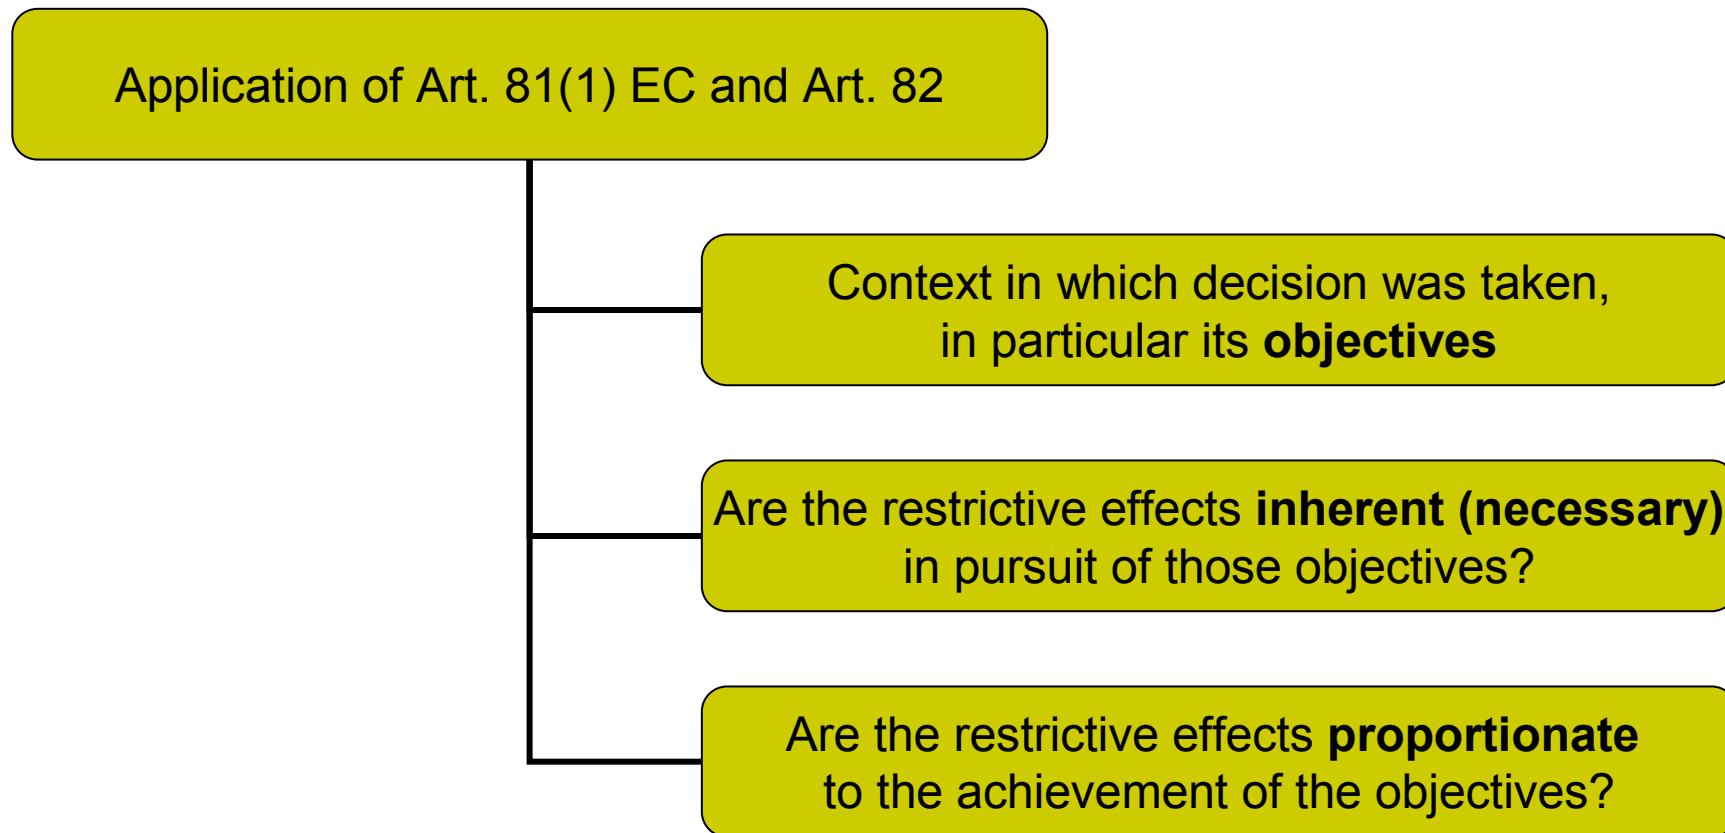 Application of Art. 81(1) EC and Art. 82
Context in which decision was taken,
in particular its objectives
Are the restrictive effects inherent (necessary)
in pursuit of those objectives?
Are the restrictive effects proportionate
to the achievement of the objectives?